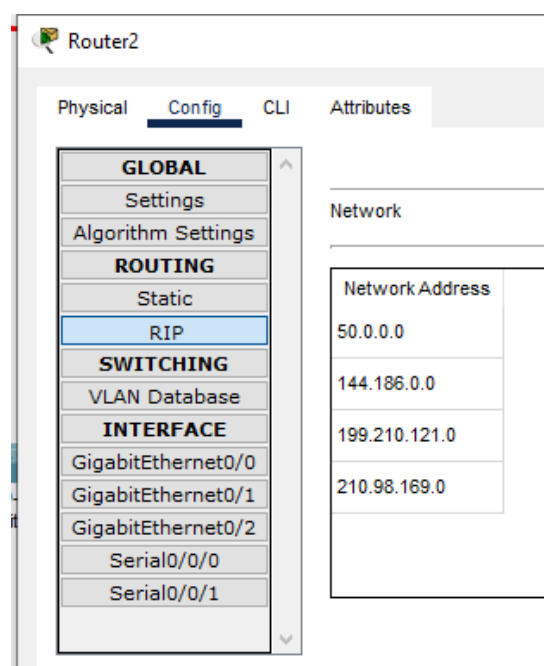 Router2
Physical Config CLI Attributes
GLOBAL
Settings
Algorithm Settings
ROUTING
Static
RIP
SWITCHING
VLAN Database
INTERFACE
GigabitEthernet0/0
GigabitEthernet0/1
GigabitEthernet0/2
Serial0/0/0
Serial0/0/1
Network
Network Address
50.0.0.0
144.186.0.0
199.210.121.0
210.98.169.0